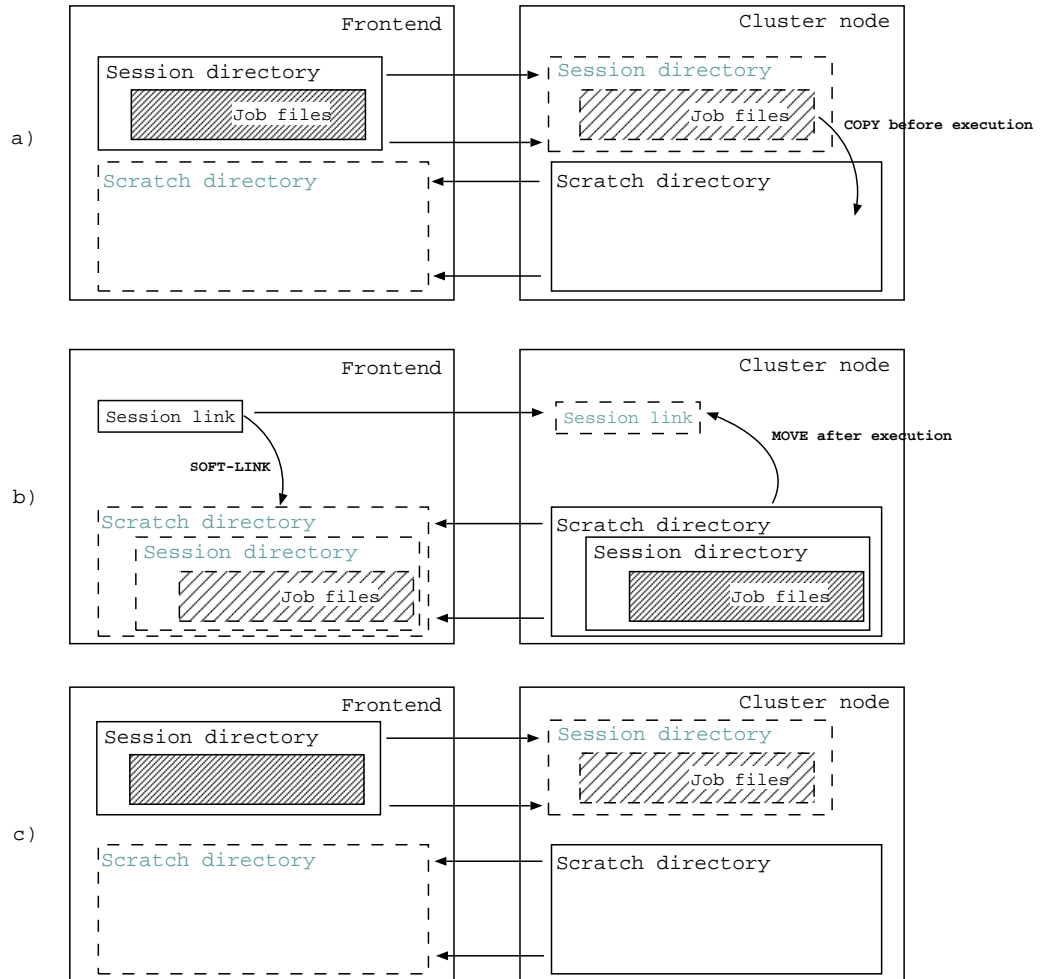 Frontend
Cluster node
Session directory
Session directory
Job files
Job files
COPY before execution
a)
Scratch directory
Scratch directory
Frontend
Cluster node
Session link
Session link
MOVE after execution
SOFT-LINK
b)
Scratch directory
Scratch directory
Session directory
Session directory
Job files
Job files
Frontend
Cluster node
Session directory
Session directory
Job files
c)
Scratch directory
Scratch directory